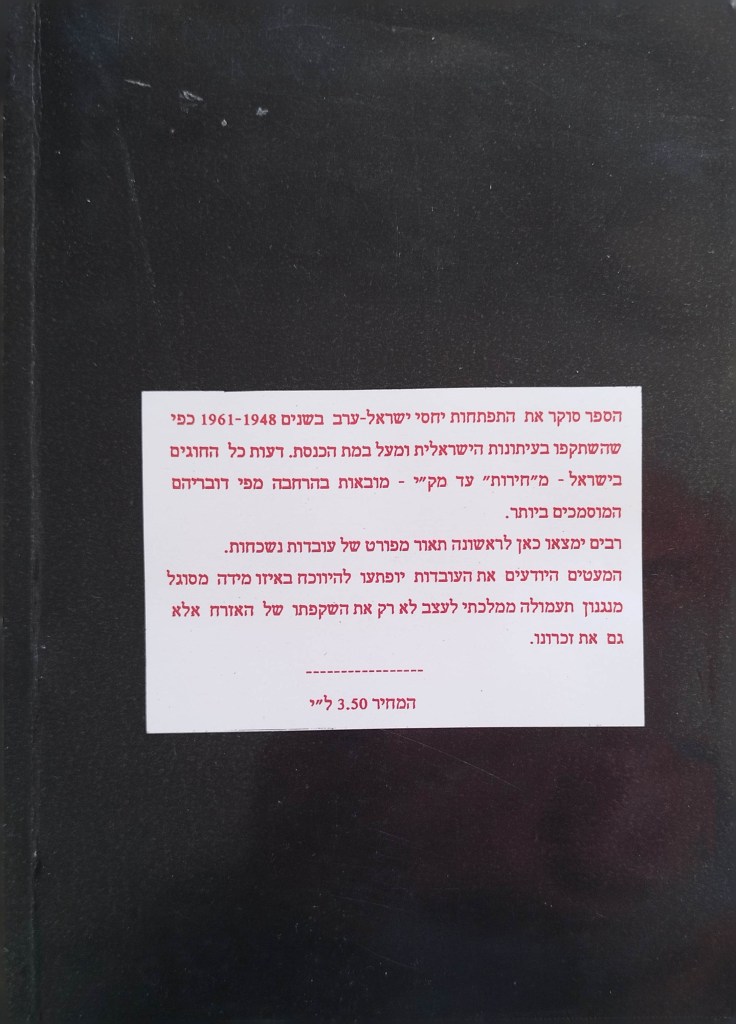 הספר סוקר את התפתחות יחסי ישראל-ערב בשנים 1961-1948 כפי
שהשתקפו בעיתונות הישראלית ומעל במת הכנסת. דעות כל החוגים
בישראל - מ״חירות״ עד מק״י - מובאות בהרחבה מפי דובריהם
המוסמכים ביותר.
רבים ימצאו כאן לראשונה תאור מפורט של עובדות נשכחות.
המעטים היודעים את העובדות יופתעו להיווכח באיזו מידה מסוגל
מנגנון תעמולה ממלכתי לעצב לא רק את השקפתו של האזרח אלא
גם את זכרונו.
-----------------
המחיר 3.50 ל״י